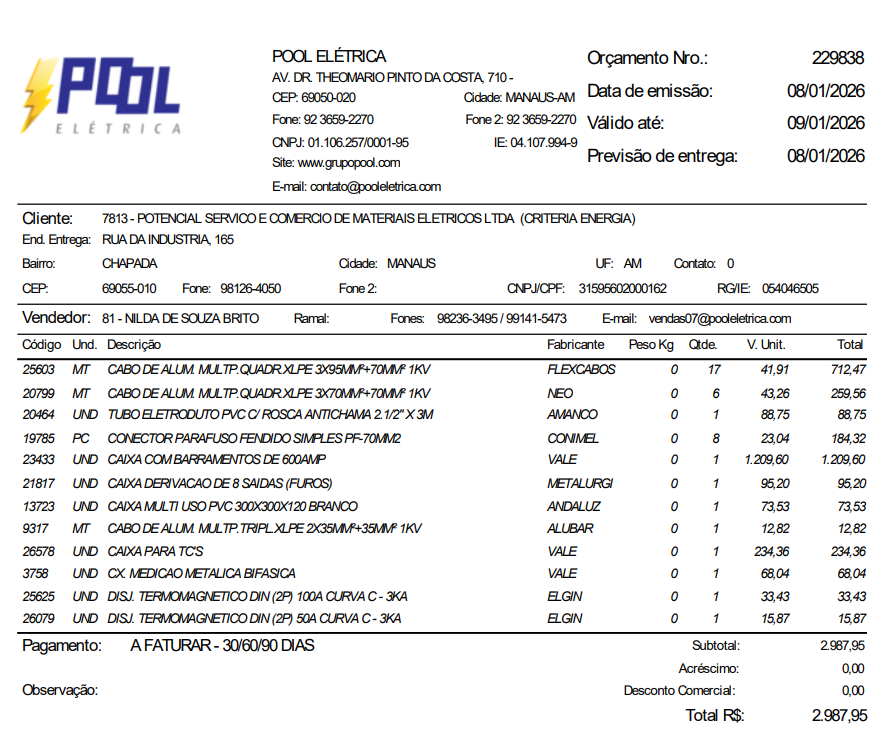 POOL
ELÉTRICA
POOL ELÉTRICA
AV. DR. THEOMARIO PINTO DA COSTA, 710 -
CEP: 69050-020 Cidade: MANAUS-AM
Fone: 92 3659-2270 Fone 2: 92 3659-2270
CNPJ: 01.106.257/0001-95 IE: 04.107.994-9
Site: www.grupopool.com
E-mail: contato@pooleletrica.com
Orçamento Nro.: 229838
Data de emissão: 08/01/2026
Válido até: 09/01/2026
Previsão de entrega: 08/01/2026
Cliente: 7813 - POTENCIAL SERVICO E COMERCIO DE MATERIAIS ELETRICOS LTDA (CRITERIA ENERGIA)
End. Entrega: RUA DA INDUSTRIA, 165
Bairro: CHAPADA Cidade: MANAUS UF: AM Contato: 0
CEP: 69055-010 Fone: 98126-4050 Fone 2: CNPJ/CPF: 31595602000162 RG/IE: 054046505
Vendedor: 81 - NILDA DE SOUZA BRITO Ramal: Fones: 98236-3495 / 99141-5473 E-mail: vendas07@pooleletrica.com
Código Und. Descrição Fabricante Peso Kg Qtde. V. Unit. Total
25603 MT CABO DE ALUM. MULTP.QUADR.XLPE 3X95MM²+70MM² 1KV FLEXCABOS 0 17 41,91 712,47
20799 MT CABO DE ALUM. MULTP.QUADR.XLPE 3X70MM²+70MM² 1KV NEO 0 6 43,26 259,56
20464 UND TUBO ELETRODUTO PVC C/ ROSCA ANTICHAMA 2.1/2" X 3M AMANCO 0 1 88,75 88,75
19785 PC CONECTOR PARAFUSO FENDIDO SIMPLES PF-70MM2 CONIMEL 0 8 23,04 184,32
23433 UND CAIXA COM BARRAMENTOS DE 600AMP VALE 0 1 1.209,60 1.209,60
21817 UND CAIXA DERIVACAO DE 8 SAIDAS (FUROS) METALURGI 0 1 95,20 95,20
13723 UND CAIXA MULTI USO PVC 300X300X120 BRANCO ANDALUZ 0 1 73,53 73,53
9317 MT CABO DE ALUM. MULTP.TRIPL.XLPE 2X35MM²+35MM² 1KV ALUBAR 0 1 12,82 12,82
26578 UND CAIXA PARA TC'S VALE 0 1 234,36 234,36
3758 UND CX. MEDICAO METALICA BIFASICA VALE 0 1 68,04 68,04
25625 UND DISJ. TERMOMAGNETICO DIN (2P) 100A CURVA C - 3KA ELGIN 0 1 33,43 33,43
26079 UND DISJ. TERMOMAGNETICO DIN (2P) 50A CURVA C - 3KA ELGIN 0 1 15,87 15,87
Pagamento: A FATURAR - 30/60/90 DIAS Subtotal: 2.987,95
Acréscimo: 0,00
Observação: Desconto Comercial: 0,00
Total R$: 2.987,95